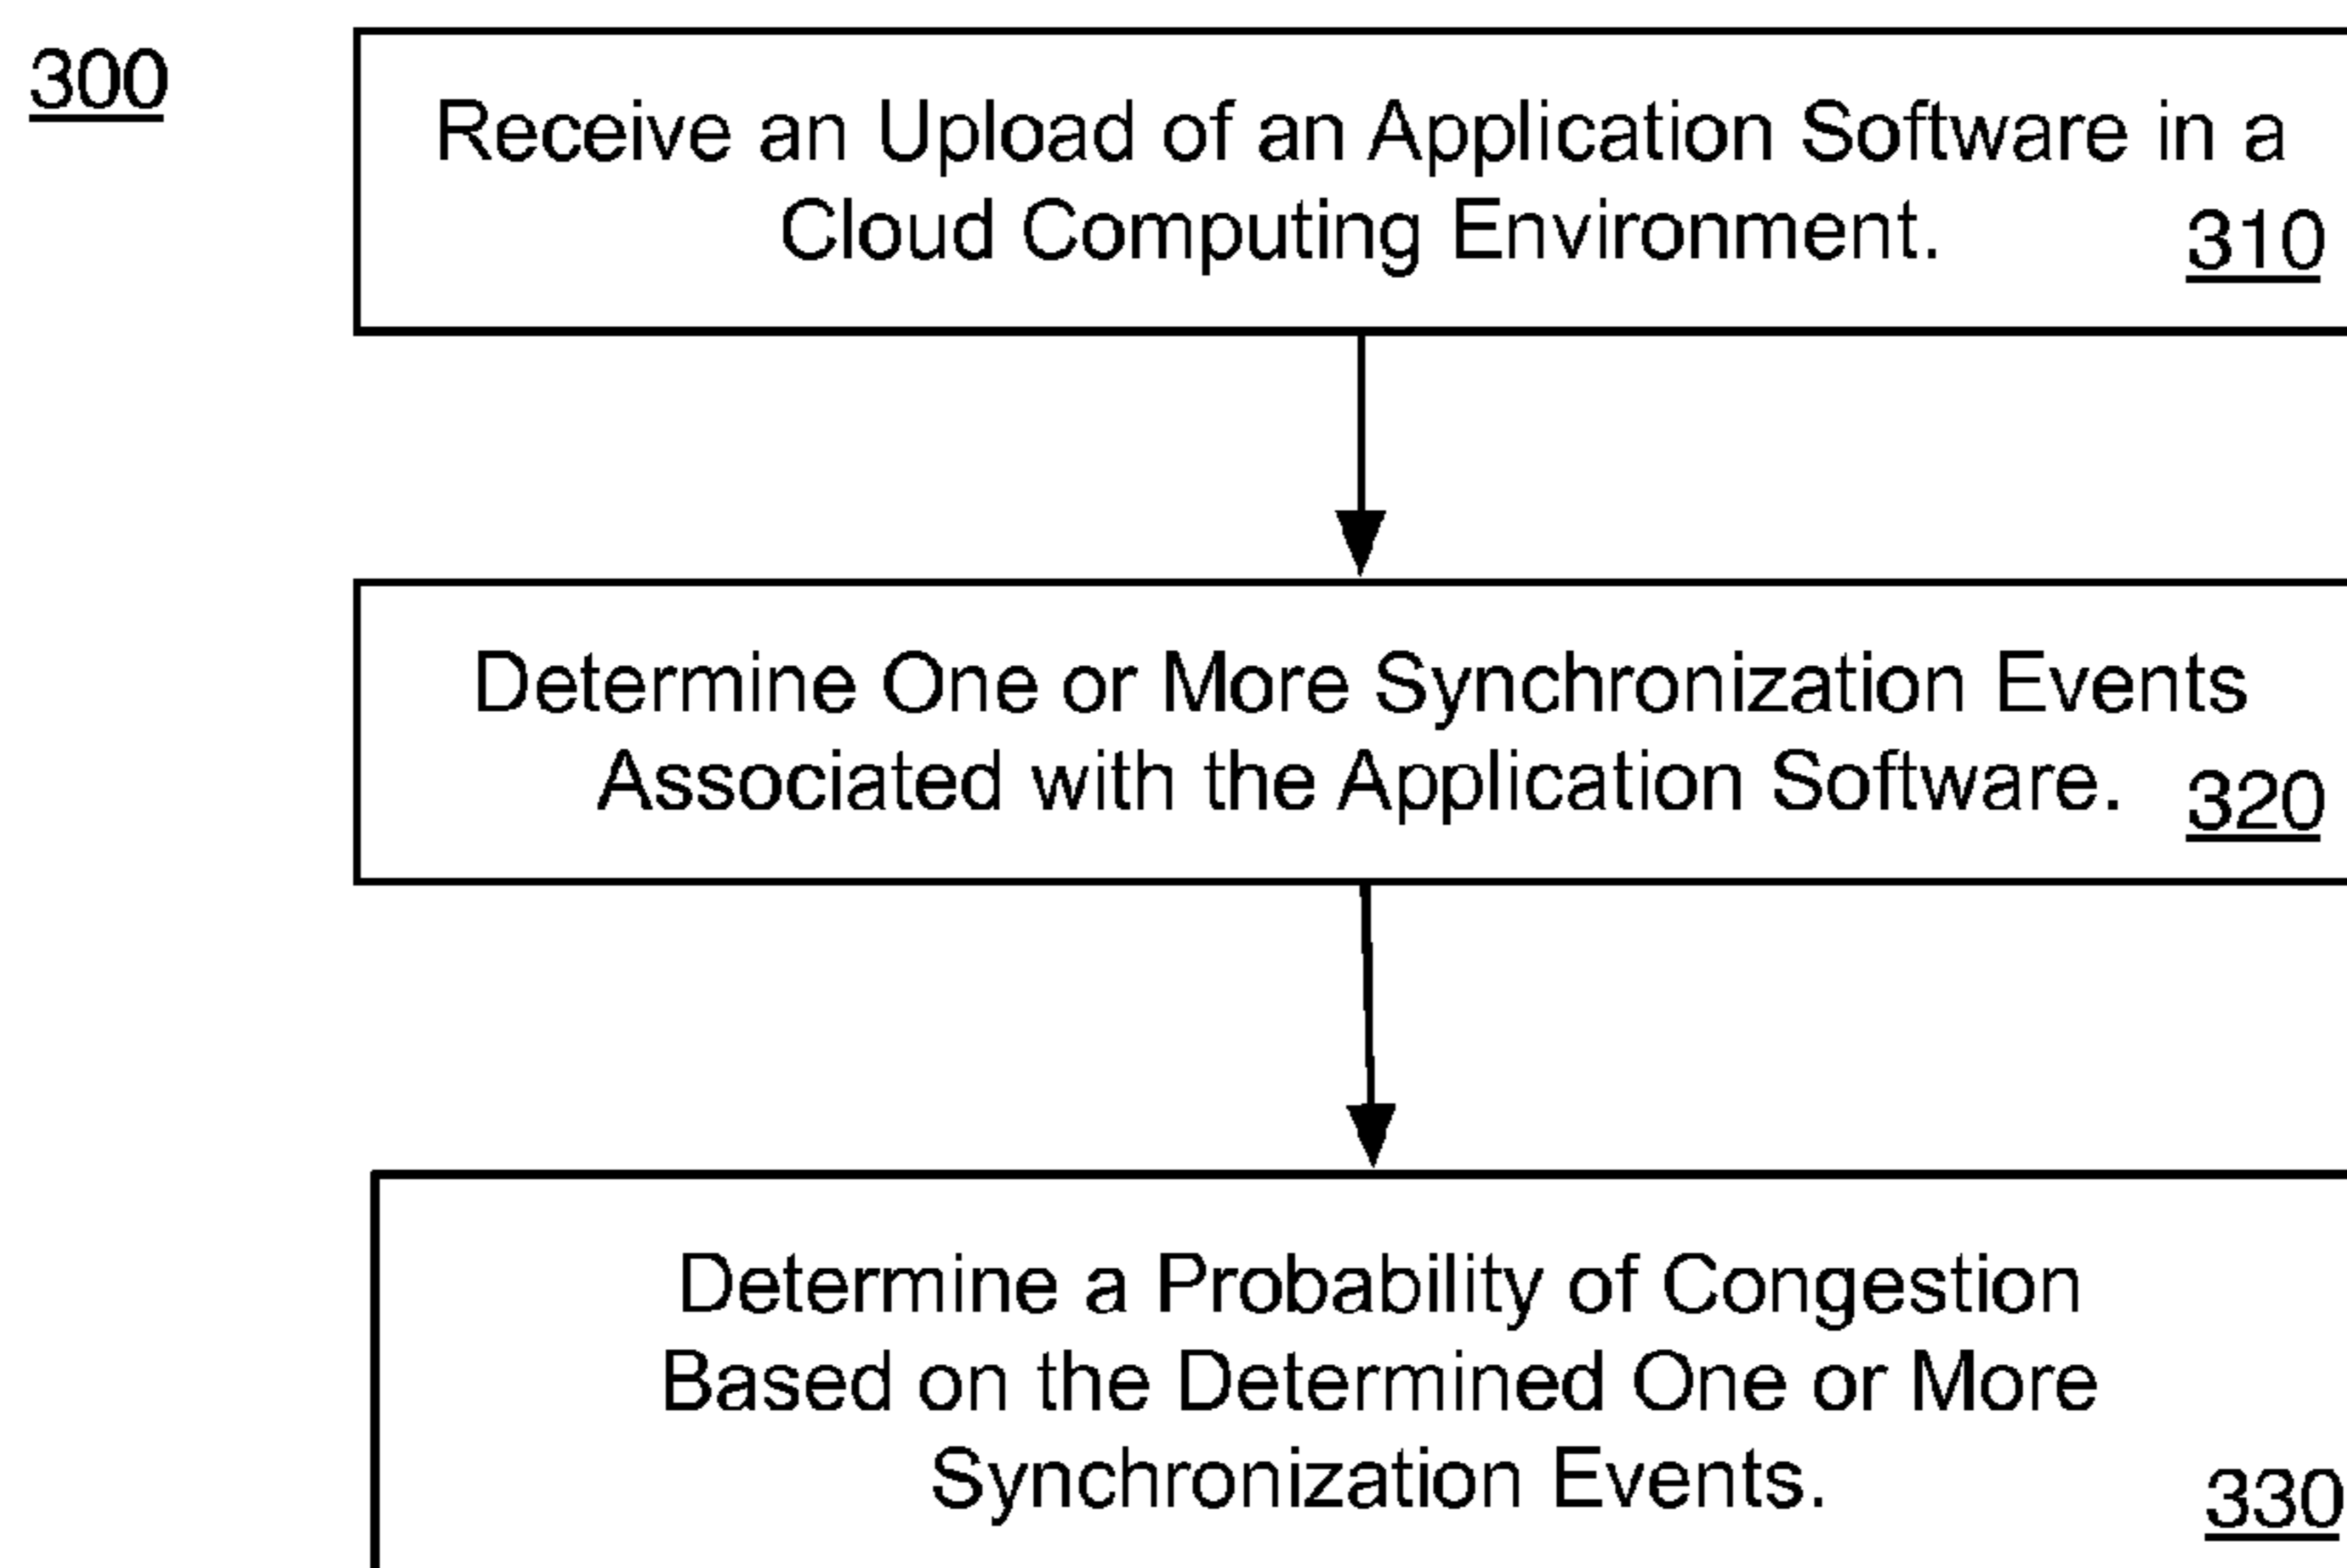 300
Receive an Upload of an Application Software in a
Cloud Computing Environment.
310
Determine One or More Synchronization Events
Associated with the Application Software.
320
Determine a Probability of Congestion
Based on the Determined One or More
Synchronization Events.
330